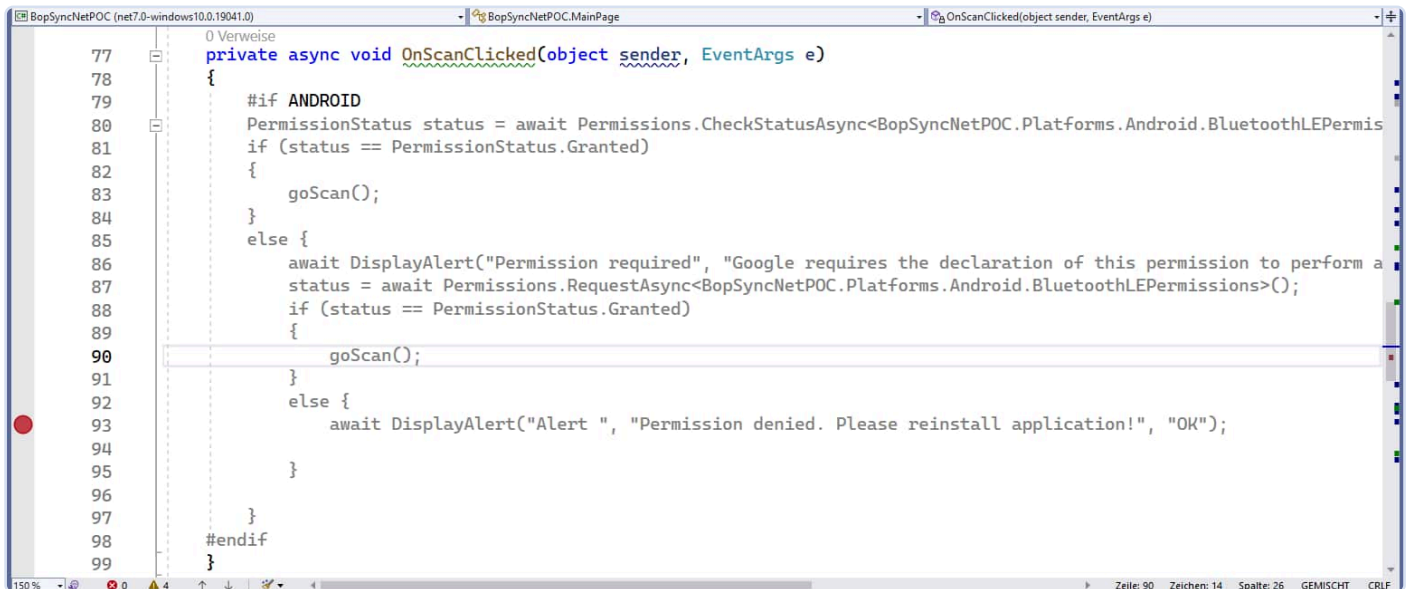 BopSyncNetPOC (net7.0-windows10.0.19041.0) BopSyncNetPOC.MainPage OnScanClicked(object sender, EventArgs e)
0 Verweise
77 private async void OnScanClicked(object sender, EventArgs e)
78 {
79 #if ANDROID
80 PermissionStatus status = await Permissions.CheckStatusAsync<BopSyncNetPOC.Platforms.Android.BluetoothLEPermis
81 if (status == PermissionStatus.Granted)
82 {
83 goScan();
84 }
85 else {
86 await DisplayAlert("Permission required", "Google requires the declaration of this permission to perform a
87 status = await Permissions.RequestAsync<BopSyncNetPOC.Platforms.Android.BluetoothLEPermissions>();
88 if (status == PermissionStatus.Granted)
89 {
90 goScan();
91 }
92 else {
93 await DisplayAlert("Alert ", "Permission denied. Please reinstall application!", "OK");
94
95 }
96
97 }
98 #endif
99 }
150 % 0 4 Zeile: 90 Zeichen: 14 Spalte: 26 GEMISCHT CRLF